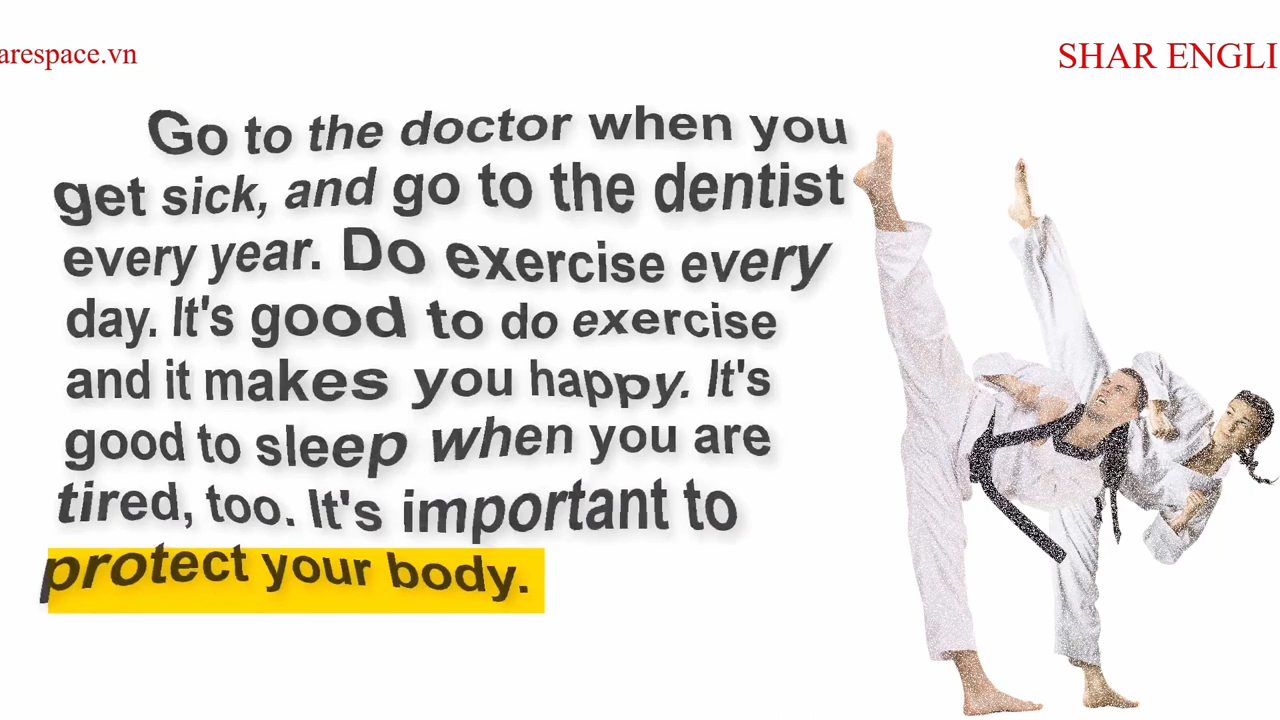 arespace.vn
SHAR ENGLI
Go to the doctor when you
get sick, and go to the dentist
every year. Do exercise every
day. It's good to do exercise
and it makes you happy. It's
good to sleep when you are
tired, too. It's important to
protect your body.